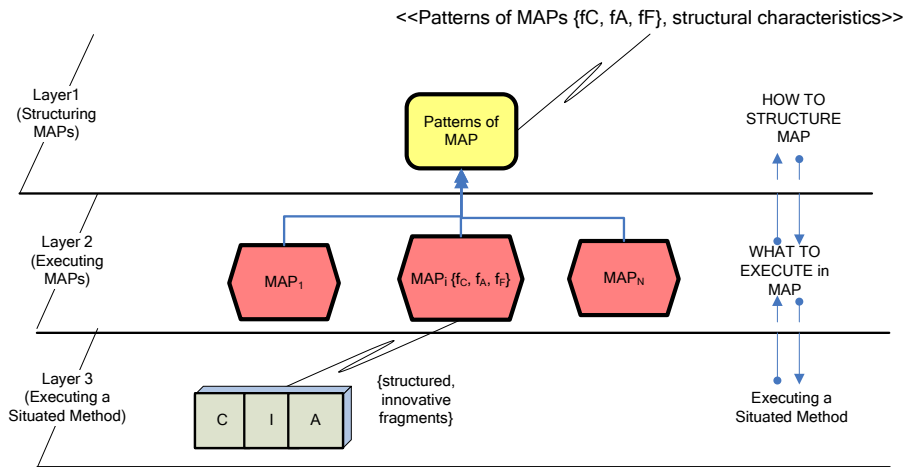 <<Patterns of MAPs {fC, fA, fF}, structural characteristics>>
Layer1
(Structuring
MAPs)
Patterns of
MAP
HOW TO
STRUCTURE
MAP
Layer 2
(Executing
MAPs)
MAP1
MAPi {fC, fA, fF}
MAPN
WHAT TO
EXECUTE in
MAP
Layer 3
(Executing a
Situated Method)
C I A
{structured,
innovative
fragments}
Executing a
Situated Method